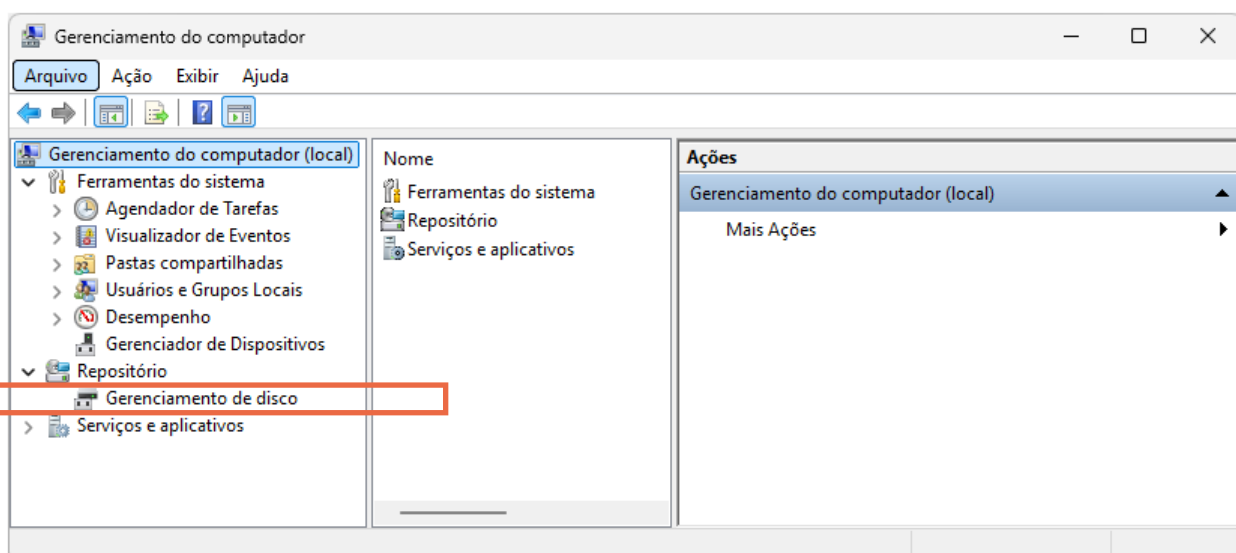 Gerenciamento do computador
Arquivo Ação Exibir Ajuda
Gerenciamento do computador (local)
Ferramentas do sistema
Agendador de Tarefas
Visualizador de Eventos
Pastas compartilhadas
Usuários e Grupos Locais
Desempenho
Gerenciador de Dispositivos
Repositório
Gerenciamento de disco
Serviços e aplicativos
Nome
Ferramentas do sistema
Repositório
Serviços e aplicativos
Ações
Gerenciamento do computador (local)
Mais Ações